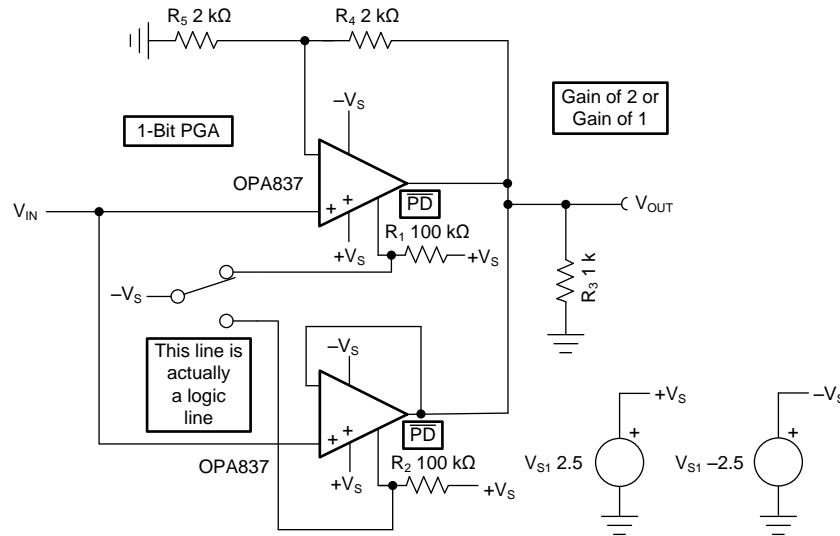 R5 2 kΩ
R4 2 kΩ
–VS
1-Bit PGA
Gain of 2 or
Gain of 1
OPA837
PD
VIN
+
+
VOUT
+VS
R1 100 kΩ
+VS
–VS
R3 1 k
This line is
actually
a logic
line
–VS
+
+
PD
OPA837
+VS
R2 100 kΩ
+VS
+VS
+
VS1 2.5
–VS
+
VS1 –2.5